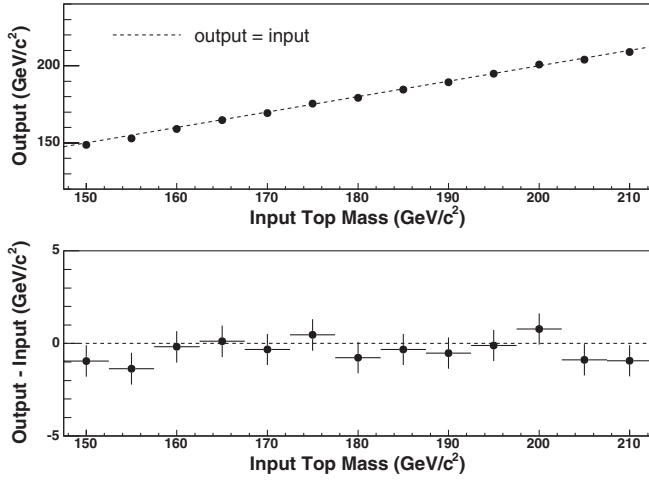 output = input
Output (GeV/c²)
200
150
150 160 170 180 190 200 210
Input Top Mass (GeV/c²)
Output - Input (GeV/c²)
5
0
-5
150 160 170 180 190 200 210
Input Top Mass (GeV/c²)